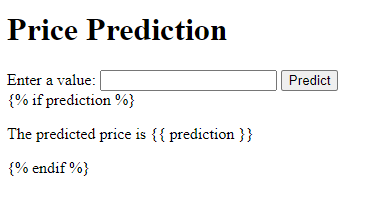 Price Prediction
Enter a value: Predict
{% if prediction %}
The predicted price is {{ prediction }}
{% endif %}